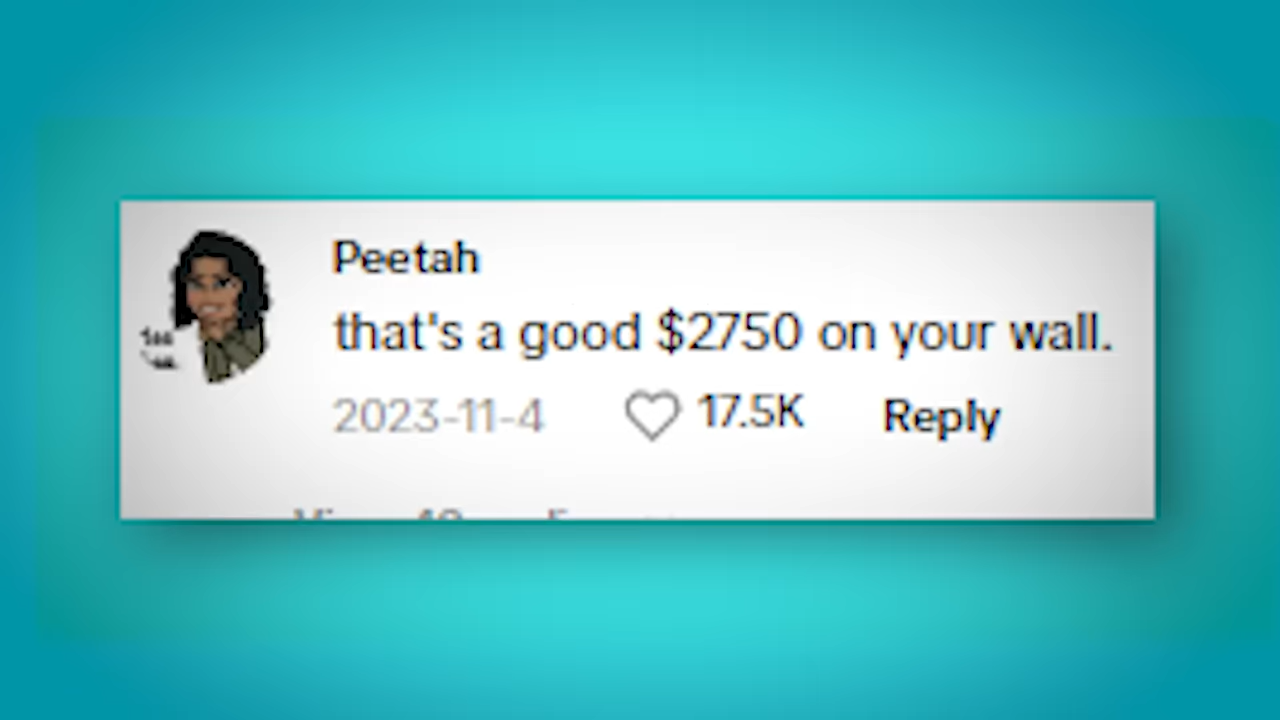 Peetah
that's a good $2750 on your wall.
2023-11-4 17.5K Reply